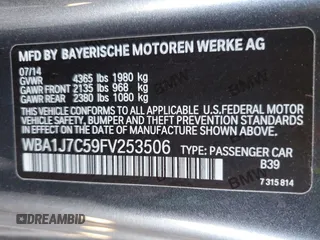 MFD BY BAYERISCHE MOTOREN WERKE AG
07/14
GVWR 4365 lbs 1980 kg
GAWR FRONT 2135 lbs 968 kg
GAWR REAR 2380 lbs 1080 kg
THIS VEHICLE CONFORMS TO ALL APPLICABLE U.S. FEDERAL MOTOR VEHICLE
SAFETY, BUMPER AND THEFT PREVENTION STANDARDS IN EFFECT ON THE DATE OF MANUFACTURE SHOWN ABOVE.
WBA1J7C59FV253506 TYPE: PASSENGER CAR
B39
7 315 814
DREAMBID